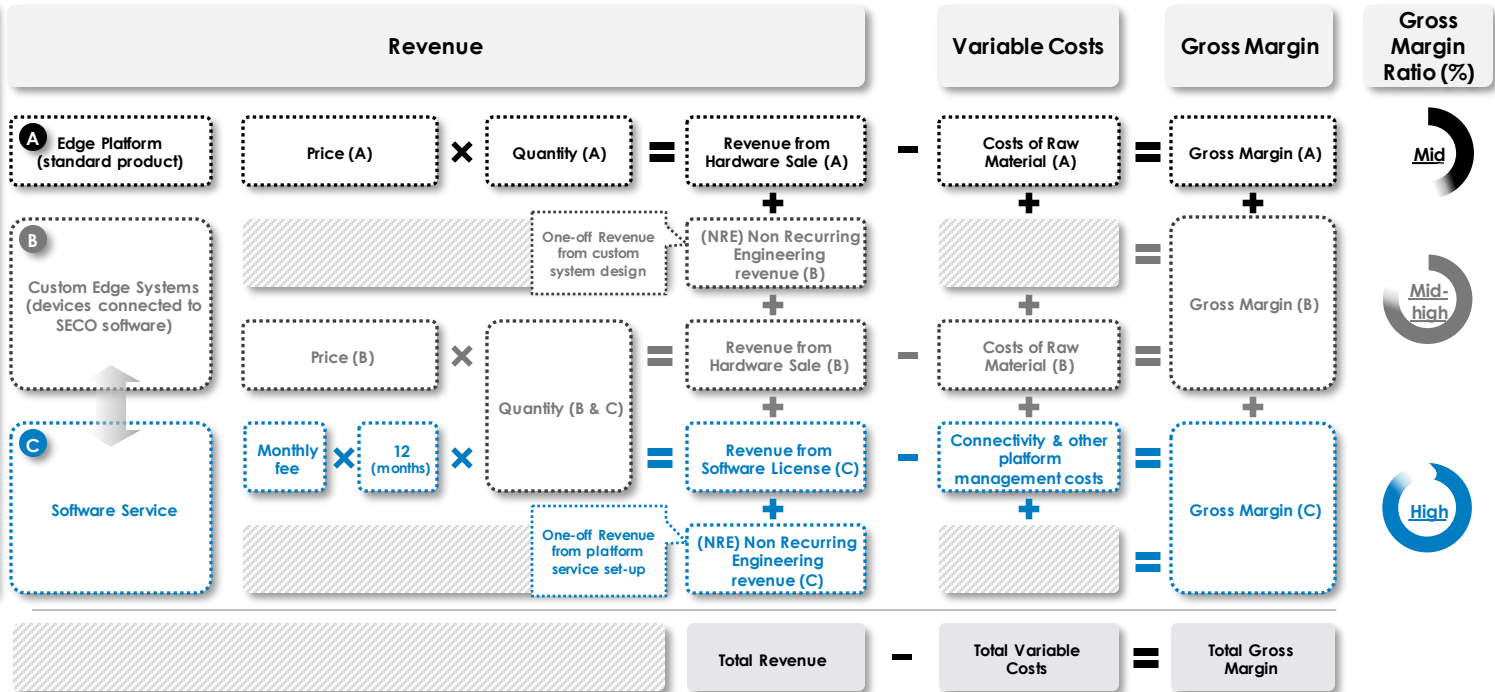 Revenue
Variable Costs
Gross Margin
Gross
Margin
Ratio (%)
A
Edge Platform
(standard product)
Price (A)
×
Quantity (A)
=
Revenue from
Hardware Sale (A)
-
Costs of Raw
Material (A)
=
Gross Margin (A)
Mid
+
+
+
B
Custom Edge Systems
(devices connected to
SECO software)
One-off Revenue
from custom
system design
(NRE) Non Recurring
Engineering
revenue (B)
=
Gross Margin (B)
Mid-
high
+
+
Price (B)
×
Quantity (B & C)
=
Revenue from
Hardware Sale (B)
-
Costs of Raw
Material (B)
=
+
+
+
C
Software Service
Monthly
fee
×
12
(months)
×
=
Revenue from
Software License (C)
-
Connectivity & other
platform
management costs
=
Gross Margin (C)
High
+
+
One-off Revenue
from platform
service set-up
(NRE) Non Recurring
Engineering
revenue (C)
=
Total Revenue
-
Total Variable
Costs
=
Total Gross
Margin